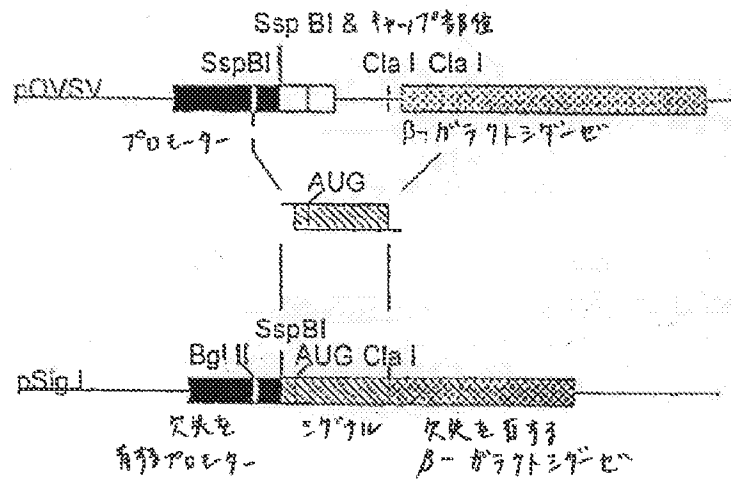 Ssp BI & キャップ部位
SspBI
Cla I Cla I
pOVSV
プロモーター
β-ガラクトシダーゼ
AUG
SspBI
Bgl II
AUG Cla I
pSig L
欠失を
有するプロモーター
シグナル
欠失を有する
β-ガラクトシダーゼ